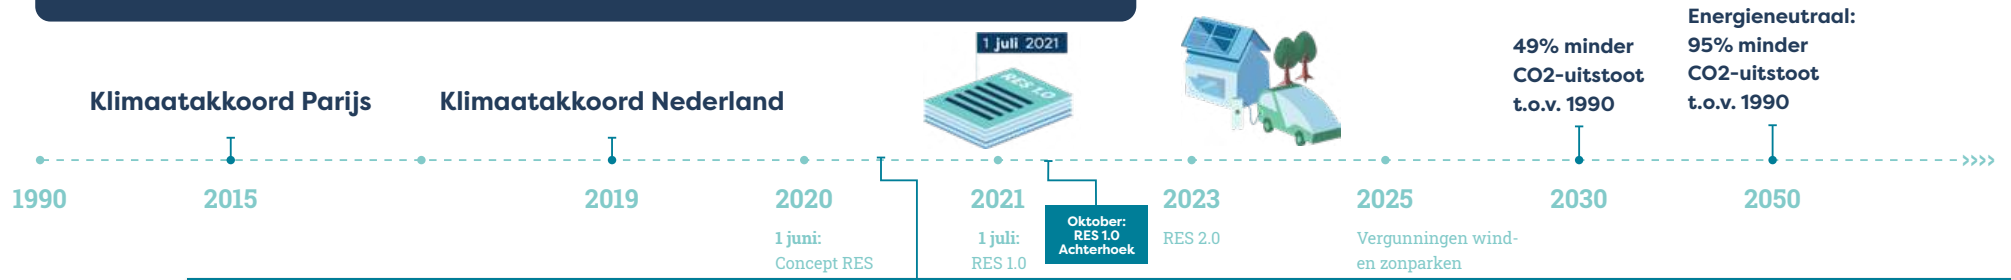 Energieneutraal:
95% minder
CO2-uitstoot
t.o.v. 1990
49% minder
CO2-uitstoot
t.o.v. 1990
1 juli 2021
RES 1.0
Klimaatakkoord Parijs
Klimaatakkoord Nederland
1990
2015
2019
2020
2021
2023
2025
2030
2050
1 juni:
Concept RES
1 juli:
RES 1.0
Oktober:
RES 1.0
Achterhoek
RES 2.0
Vergunningen wind-
en zonparken